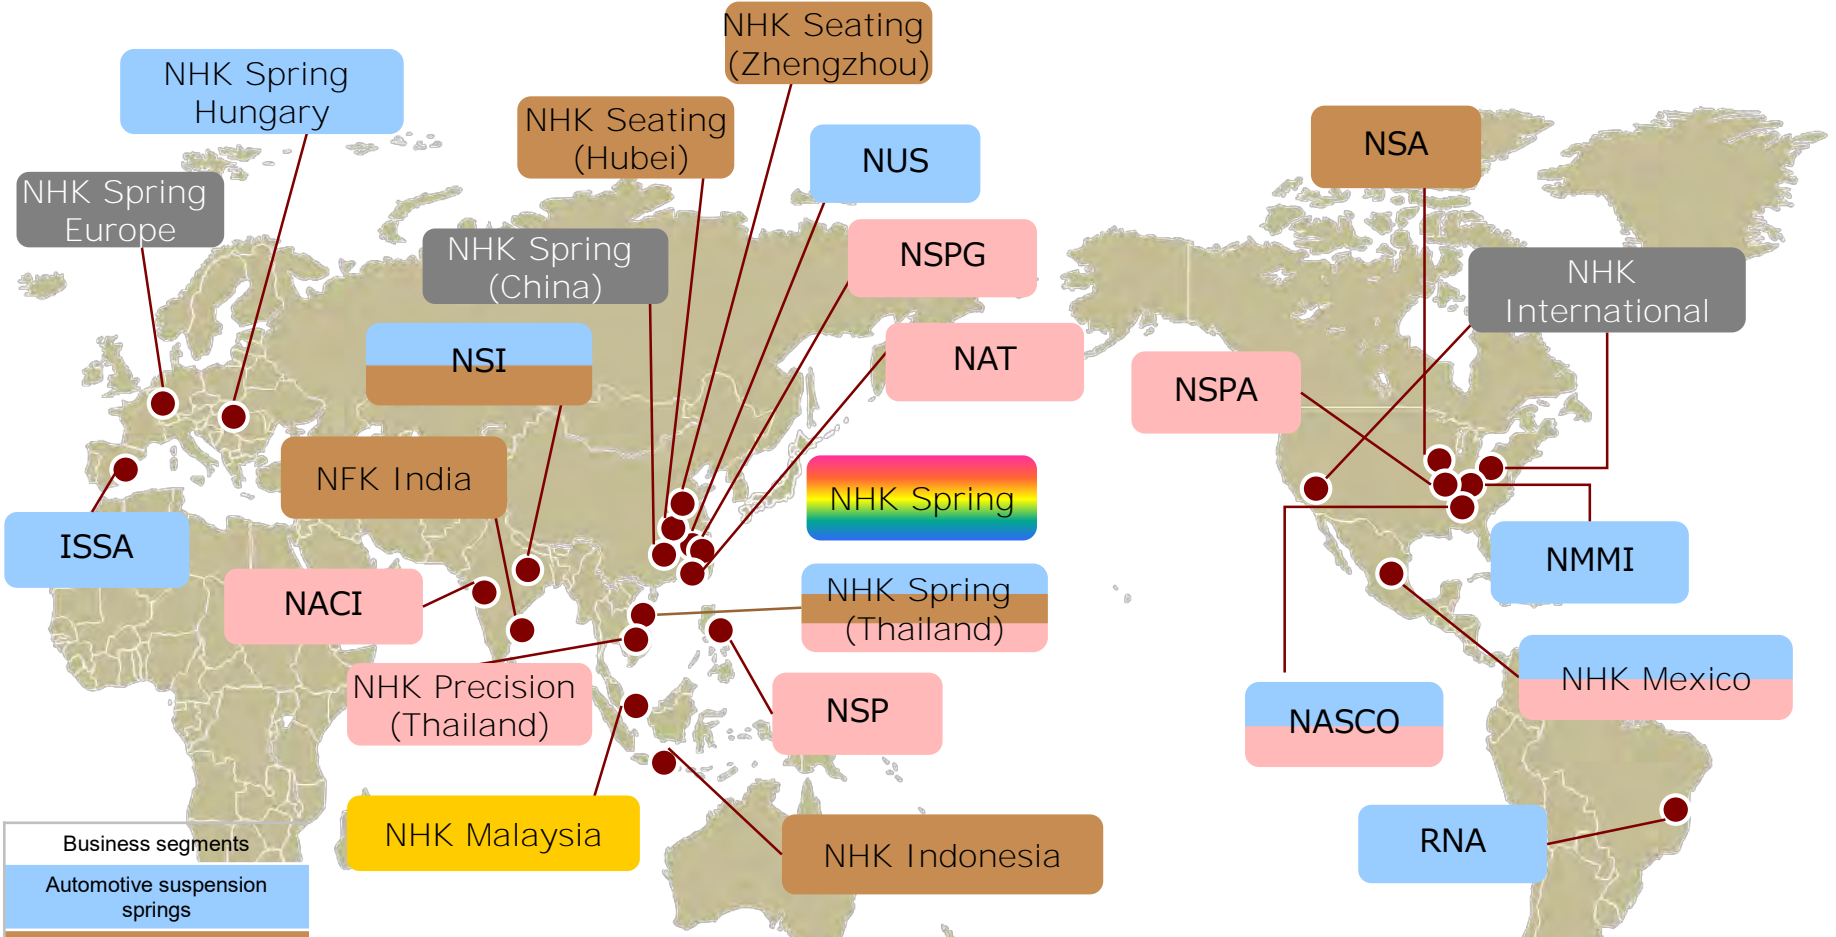 NHK Seating
(Zhengzhou)
NHK Spring
Hungary
NHK Seating
(Hubei)
NUS
NSA
NHK Spring
Europe
NHK Spring
(China)
NSPG
NHK
International
NSI
NAT
NSPA
NFK India
NHK Spring
ISSA
NACI
NHK Spring
(Thailand)
NMMI
NHK Precision
(Thailand)
NSP
NASCO
NHK Mexico
NHK Malaysia
NHK Indonesia
RNA
Business segments
Automotive suspension
springs